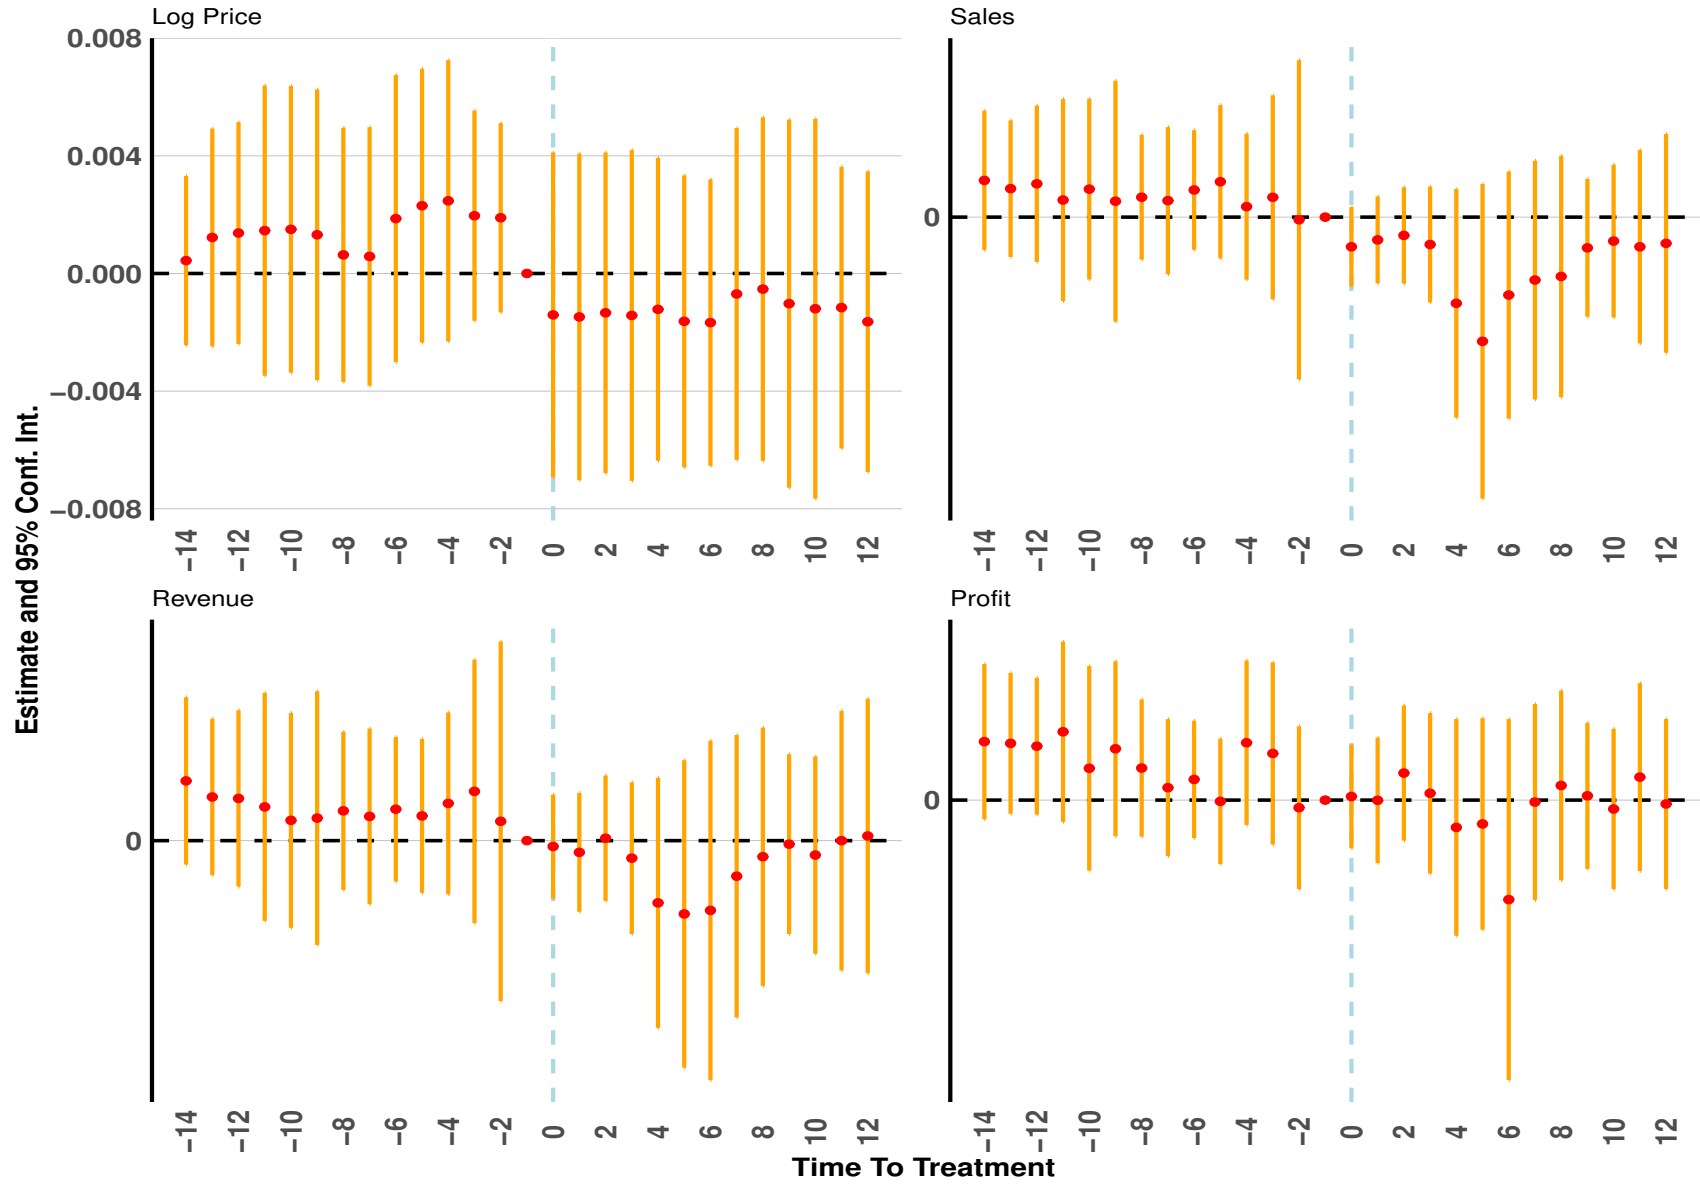 Log Price
Sales
0.008
0.004
0.000
−0.004
−0.008
0
−14 −12 −10 −8 −6 −4 −2 0 2 4 6 8 10 12
−14 −12 −10 −8 −6 −4 −2 0 2 4 6 8 10 12
Estimate and 95% Conf. Int.
Revenue
Profit
0
0
−14 −12 −10 −8 −6 −4 −2 0 2 4 6 8 10 12
−14 −12 −10 −8 −6 −4 −2 0 2 4 6 8 10 12
Time To Treatment